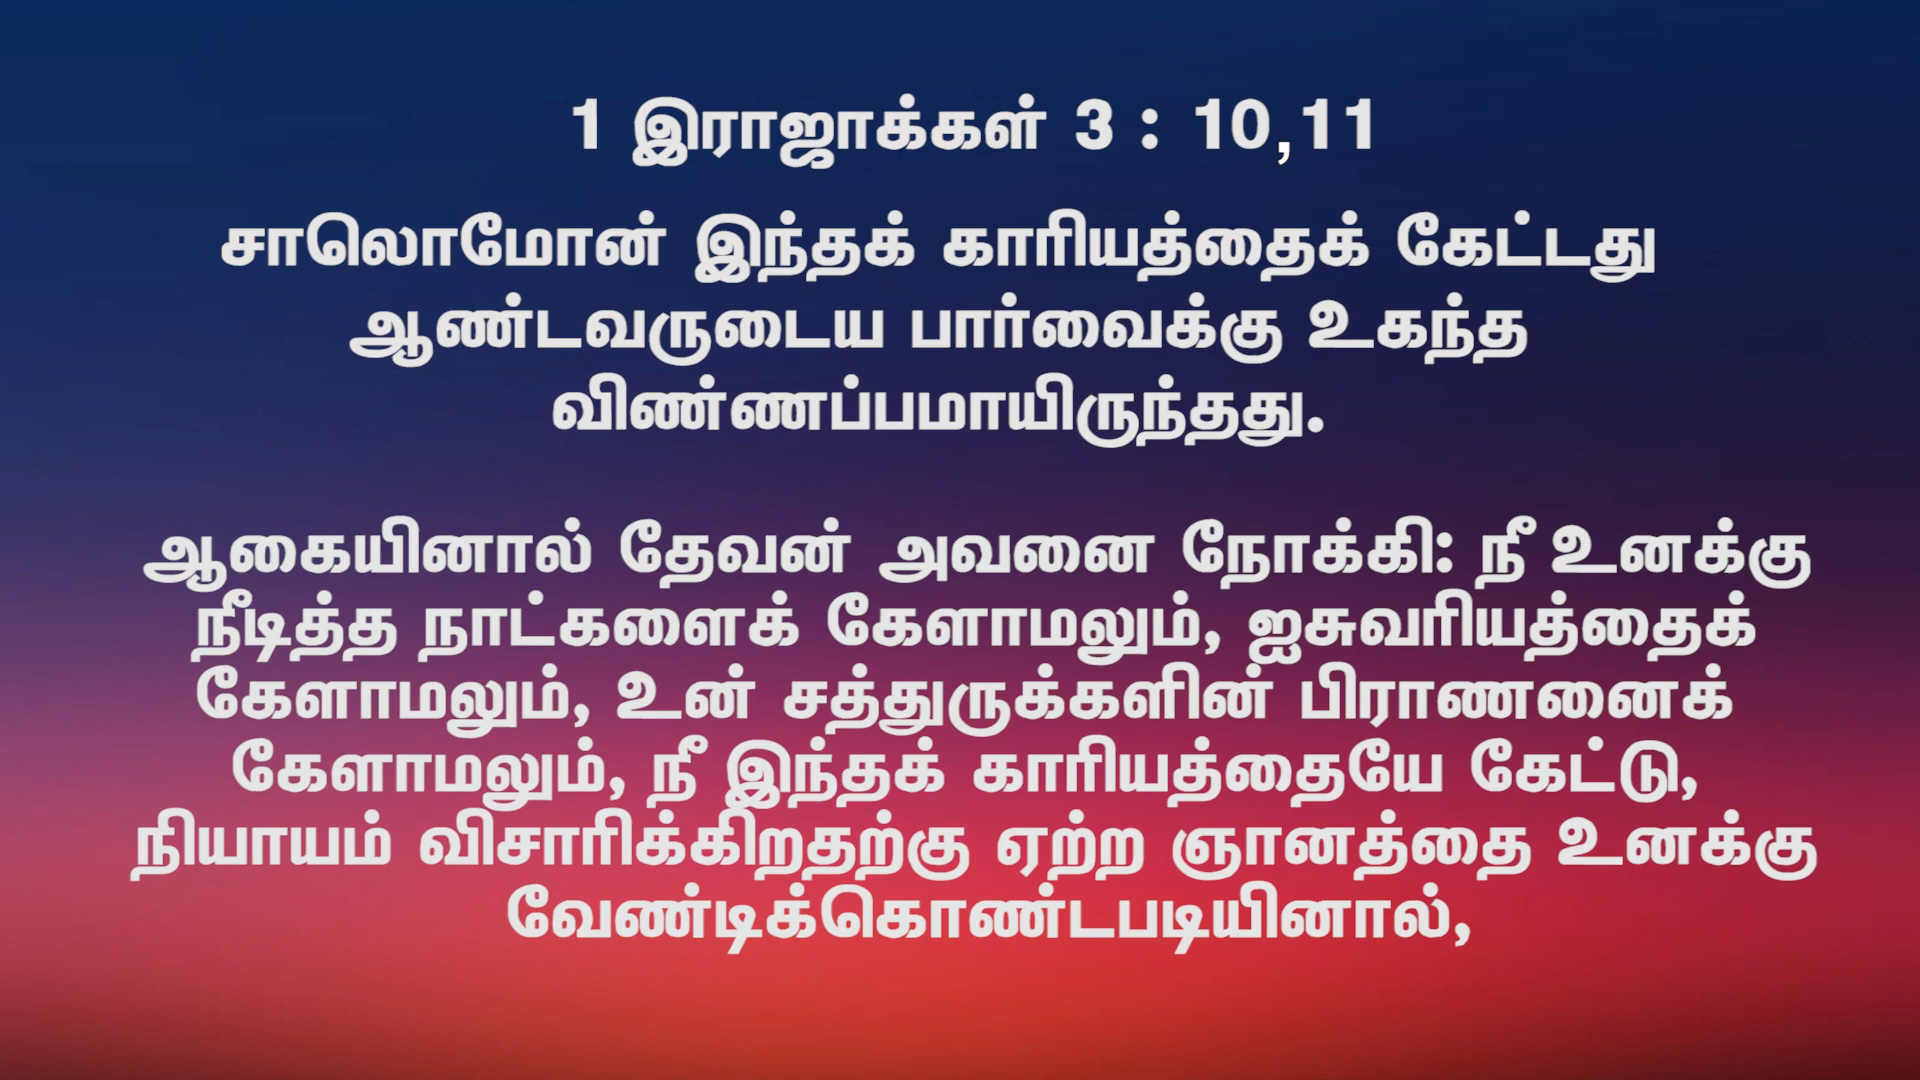 1 இராஜாக்கள் 3 : 10,11
சாலொமோன் இந்தக் காரியத்தைக் கேட்டது
ஆண்டவருடைய பார்வைக்கு உகந்த
விண்ணப்பமாயிருந்தது.
ஆகையினால் தேவன் அவனை நோக்கி: நீ உனக்கு
நீடித்த நாட்களைக் கேளாமலும், ஐசுவரியத்தைக்
கேளாமலும், உன் சத்துருக்களின் பிராணனைக்
கேளாமலும், நீ இந்தக் காரியத்தையே கேட்டு,
நியாயம் விசாரிக்கிறதற்கு ஏற்ற ஞானத்தை உனக்கு
வேண்டிக்கொண்டபடியினால்,